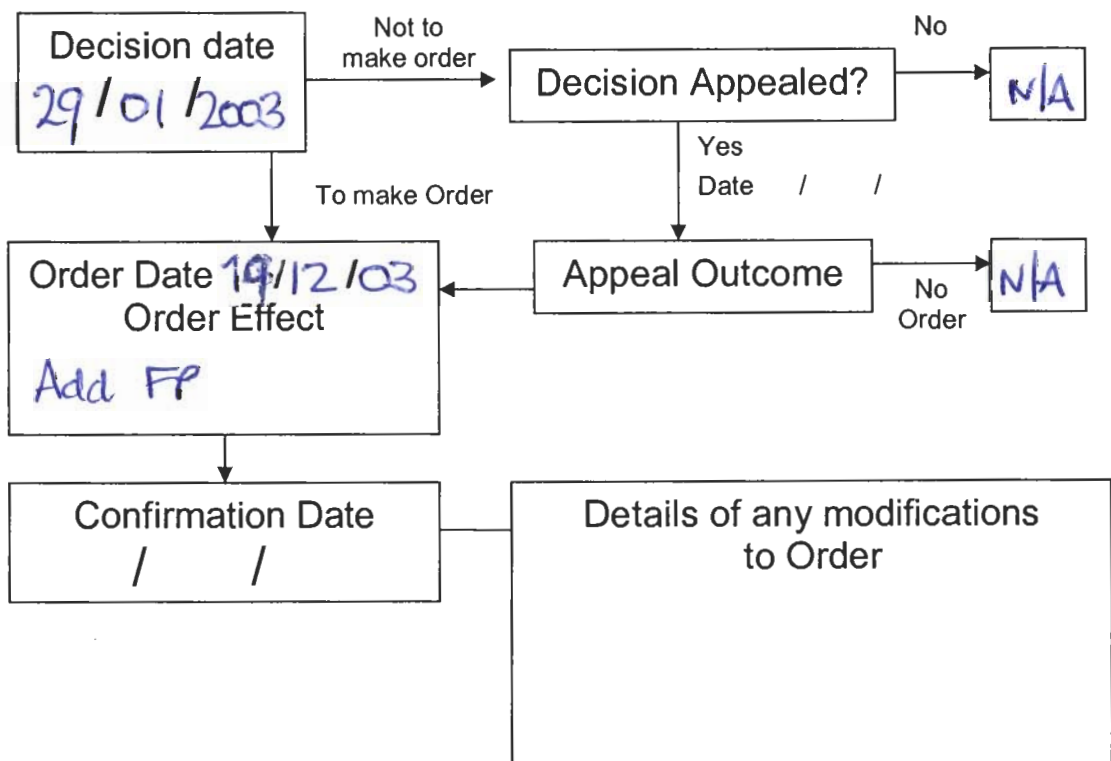 Decision date
29/01/2003
Not to
make order
Decision Appealed?
No
N/A
Yes
Date / /
To make Order
Order Date 19/12/03
Order Effect
Add FP
Appeal Outcome
No
Order
N/A
Confirmation Date
/ /
Details of any modifications
to Order